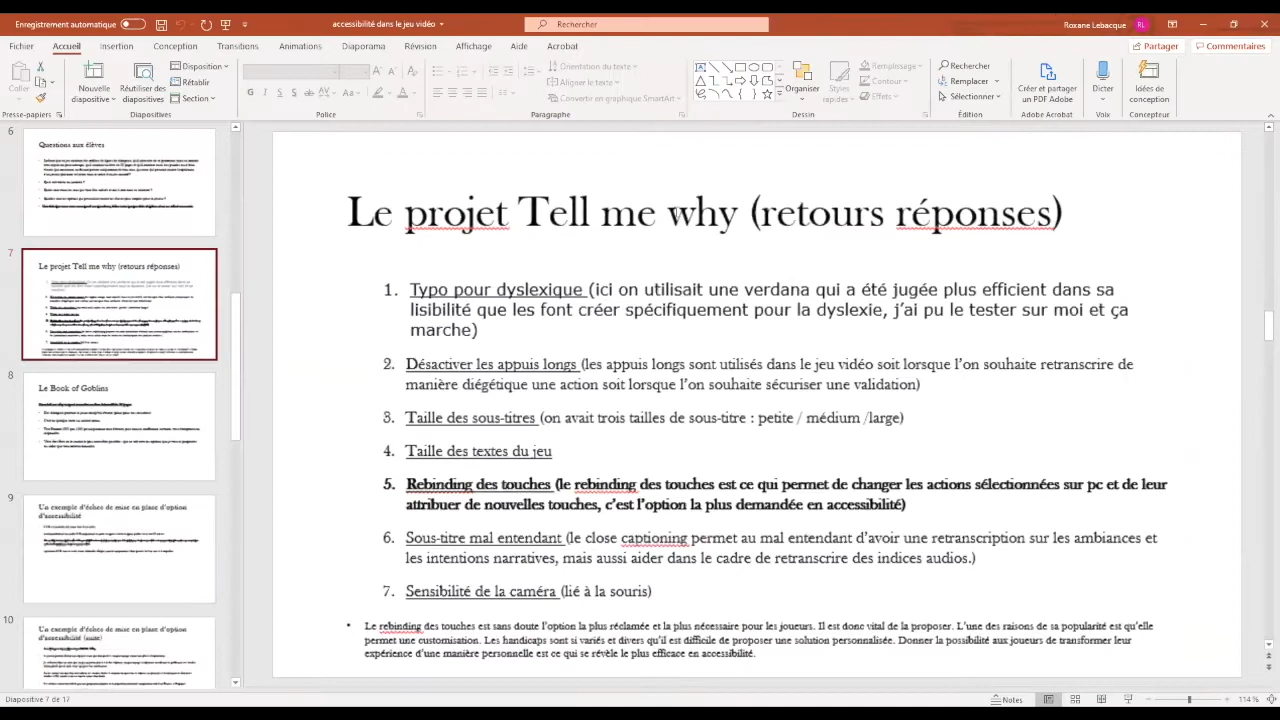 Enregistrement automatique
accessibilité dans le jeu vidéo
Rechercher
Roxane Lebacque
RL
Fichier
Accueil
Insertion
Conception
Transitions
Animations
Diaporama
Révision
Affichage
Aide
Acrobat
Partager
Commentaires
Coller
Nouvelle
diapositive
Réutiliser des
diapositives
Disposition
Rétablir
Section
G
I
S
S
ab
AV
Aa
A
Orientation du texte
Aligner le texte
Convertir en graphique SmartArt
Organiser
Styles
rapides
Remplissage
Contour
Effets
Rechercher
Remplacer
Sélectionner
Créer et partager
un PDF Adobe
Dicter
Idées de
conception
Presse-papiers
Diapositives
Police
Paragraphe
Dessin
Édition
Adobe Acrobat
Voix
Concepteur
6
Questions aux élèves
7
Le projet Tell me why (retours réponses)
8
Le Book of Goblins
9
Un exemple d'échec de mise en place d'option
d'accessibilité
10
Un exemple d'échec de mise en place d'option
d'accessibilité (suite)
Le projet Tell me why (retours réponses)
1. Typo pour dyslexique (ici on utilisait une verdana qui a été jugée plus efficient dans sa
lisibilité que les font créer spécifiquement pour la dyslexie, j'ai pu le tester sur moi et ça
marche)
2. Désactiver les appuis longs (les appuis longs sont utilisés dans le jeu vidéo soit lorsque l'on souhaite retranscrire de
manière diégétique une action soit lorsque l'on souhaite sécuriser une validation)
3. Taille des sous-titres (on avait trois tailles de sous-titre : petite / médium /large)
4. Taille des textes du jeu
5. Rebinding des touches (le rebinding des touches est ce qui permet de changer les actions sélectionnées sur pc et de leur
attribuer de nouvelles touches, c'est l'option la plus demandée en accessibilité)
6. Sous-titre mal entendant (le close captioning permet au mal entendant d'avoir une retranscription sur les ambiances et
les intentions narratives, mais aussi aider dans le cadre de retranscrire des indices audios.)
7. Sensibilité de la caméra (lié à la souris)
• Le rebinding des touches est sans doute l'option la plus réclamée et la plus nécessaire pour les joueurs. Il est donc vital de la proposer. L'une des raisons de sa popularité est qu'elle
permet une customisation. Les handicaps sont si variés et divers qu'il est difficile de proposer une solution personnalisée. Donner la possibilité aux joueurs de transformer leur
expérience d'une manière personnelle est ce qui se révèle le plus efficace en accessibilité.
Diapositive 7 de 17
Notes
114 %